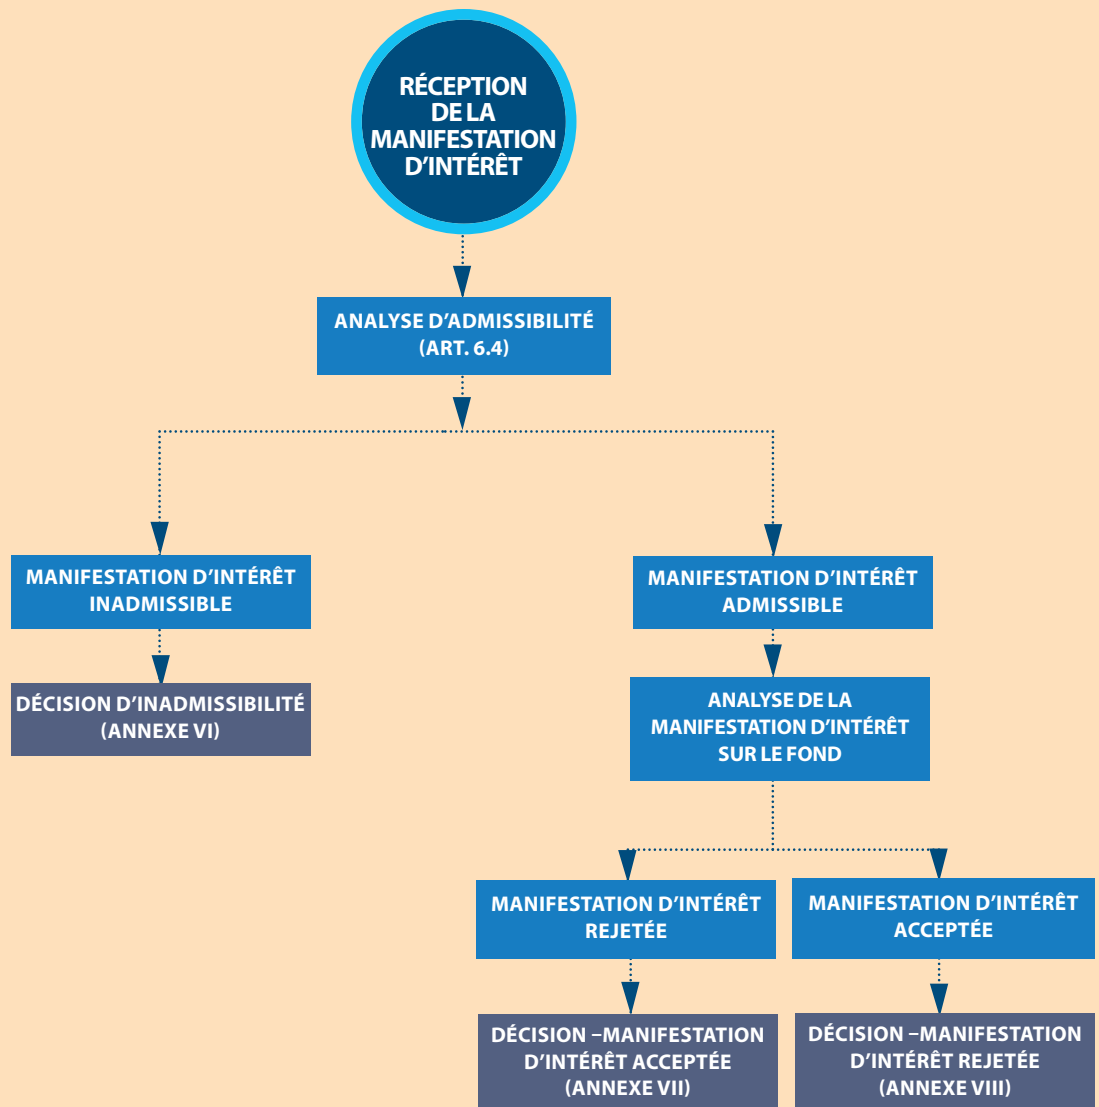 RÉCEPTION
DE LA
MANIFESTATION
D'INTÉRÊT
ANALYSE D'ADMISSIBILITÉ
(ART. 6.4)
MANIFESTATION D'INTÉRÊT
INADMISSIBLE
DÉCISION D'INADMISSIBILITÉ
(ANNEXE VI)
MANIFESTATION D'INTÉRÊT
ADMISSIBLE
ANALYSE DE LA
MANIFESTATION D'INTÉRÊT
SUR LE FOND
MANIFESTATION D'INTÉRÊT
REJETÉE
DÉCISION –MANIFESTATION
D'INTÉRÊT ACCEPTÉE
(ANNEXE VII)
MANIFESTATION D'INTÉRÊT
ACCEPTÉE
DÉCISION –MANIFESTATION
D'INTÉRÊT REJETÉE
(ANNEXE VIII)